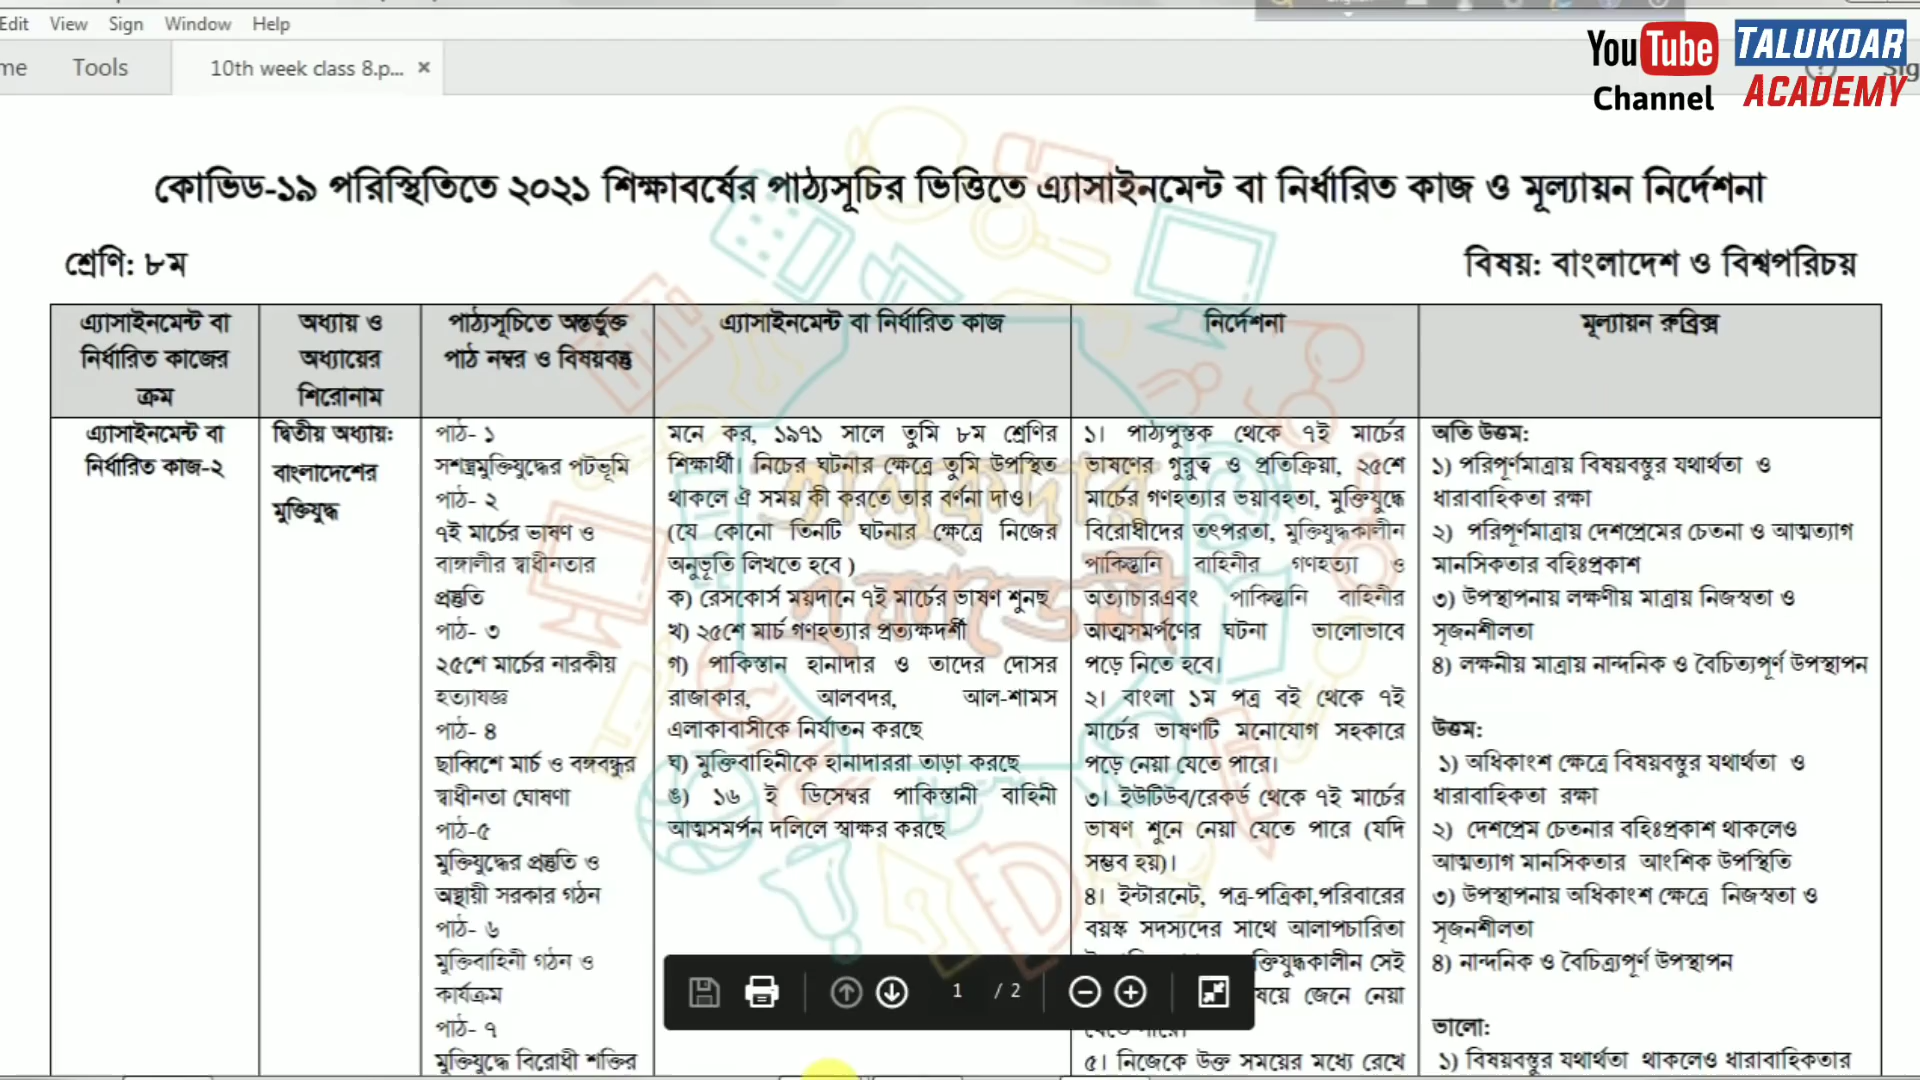 Edit View Sign Window Help
Tools 10th week class 8.p... ×
YouTube TALUKDAR
Channel ACADEMY
কোভিড-১৯ পরিস্থিতিতে ২০২১ শিক্ষাবর্ষের পাঠ্যসূচির ভিত্তিতে এ্যাসাইনমেন্ট বা নির্ধারিত কাজ ও মূল্যায়ন নির্দেশনা
শ্রেণি: ৮ম
বিষয়: বাংলাদেশ ও বিশ্বপরিচয়
এ্যাসাইনমেন্ট বা
নির্ধারিত কাজের
ক্রম
অধ্যায় ও
অধ্যায়ের
শিরোনাম
পাঠ্যসূচিতে অন্তর্ভুক্ত
পাঠ নম্বর ও বিষয়বস্তু
এ্যাসাইনমেন্ট বা নির্ধারিত কাজ
নির্দেশনা
মূল্যায়ন রুব্রিক্স
এ্যাসাইনমেন্ট বা
নির্ধারিত কাজ-২
দ্বিতীয় অধ্যায়:
বাংলাদেশের
মুক্তিযুদ্ধ
পাঠ- ১
সশস্ত্রমুক্তিযুদ্ধের পটভূমি
পাঠ- ২
৭ই মার্চের ভাষণ ও
বাঙ্গালীর স্বাধীনতার
প্রস্তুতি
পাঠ- ৩
২৫শে মার্চের নারকীয়
হত্যাযজ্ঞ
পাঠ- ৪
ছাব্বিশে মার্চ ও বঙ্গবন্ধুর
স্বাধীনতা ঘোষণা
পাঠ-৫
মুক্তিযুদ্ধের প্রস্তুতি ও
অস্থায়ী সরকার গঠন
পাঠ- ৬
মুক্তিবাহিনী গঠন ও
কার্যক্রম
পাঠ- ৭
মুক্তিযুদ্ধে বিরোধী শক্তির
মনে কর, ১৯৭১ সালে তুমি ৮ম শ্রেণির
শিক্ষার্থী। নিচের ঘটনার ক্ষেত্রে তুমি উপস্থিত
থাকলে ঐ সময় কী করতে তার বর্ণনা দাও।
(যে কোনো তিনটি ঘটনার ক্ষেত্রে নিজের
অনুভূতি লিখতে হবে )
ক) রেসকোর্স ময়দানে ৭ই মার্চের ভাষণ শুনছ
খ) ২৫শে মার্চ গণহত্যার প্রত্যক্ষদর্শী
গ) পাকিস্তান হানাদার ও তাদের দোসর
রাজাকার, আলবদর, আল-শামস
এলাকাবাসীকে নির্যাতন করছে
ঘ) মুক্তিবাহিনীকে হানাদাররা তাড়া করছে
ঙ) ১৬ ই ডিসেম্বর পাকিস্তানী বাহিনী
আত্মসমর্পন দলিলে স্বাক্ষর করছে
১। পাঠ্যপুস্তক থেকে ৭ই মার্চের
ভাষণের গুরুত্ব ও প্রতিক্রিয়া, ২৫শে
মার্চের গণহত্যার ভয়াবহতা, মুক্তিযুদ্ধে
বিরোধীদের তৎপরতা, মুক্তিযুদ্ধকালীন
পাকিস্তানি বাহিনীর গণহত্যা ও
অত্যাচারএবং পাকিস্তানি বাহিনীর
আত্মসমর্পণের ঘটনা ভালোভাবে
পড়ে নিতে হবে।
২। বাংলা ১ম পত্র বই থেকে ৭ই
মার্চের ভাষণটি মনোযোগ সহকারে
পড়ে নেয়া যেতে পারে।
৩। ইউটিউব/রেকর্ড থেকে ৭ই মার্চের
ভাষণ শুনে নেয়া যেতে পারে (যদি
সম্ভব হয়)।
৪। ইন্টারনেট, পত্র-পত্রিকা,পরিবারের
বয়স্ক সদস্যদের সাথে আলাপচারিতা
ক্তিযুদ্ধকালীন সেই
ষয়ে জেনে নেয়া
৫। নিজেকে উক্ত সময়ের মধ্যে রেখে
অতি উত্তম:
১) পরিপূর্ণমাত্রায় বিষয়বস্তুর যথার্থতা ও
ধারাবাহিকতা রক্ষা
২) পরিপূর্ণমাত্রায় দেশপ্রেমের চেতনা ও আত্মত্যাগ
মানসিকতার বহিঃপ্রকাশ
৩) উপস্থাপনায় লক্ষণীয় মাত্রায় নিজস্বতা ও
সৃজনশীলতা
৪) লক্ষনীয় মাত্রায় নান্দনিক ও বৈচিত্যপূর্ণ উপস্থাপন
উত্তম:
১) অধিকাংশ ক্ষেত্রে বিষয়বস্তুর যথার্থতা ও
ধারাবাহিকতা রক্ষা
২) দেশপ্রেম চেতনার বহিঃপ্রকাশ থাকলেও
আত্মত্যাগ মানসিকতার আংশিক উপস্থিতি
৩) উপস্থাপনায় অধিকাংশ ক্ষেত্রে নিজস্বতা ও
সৃজনশীলতা
৪) নান্দনিক ও বৈচিত্র্যপূর্ণ উপস্থাপন
ভালো:
১) বিষয়বস্তুর যথার্থতা থাকলেও ধারাবাহিকতার
তালুকদার
একাডেমী
1 / 2